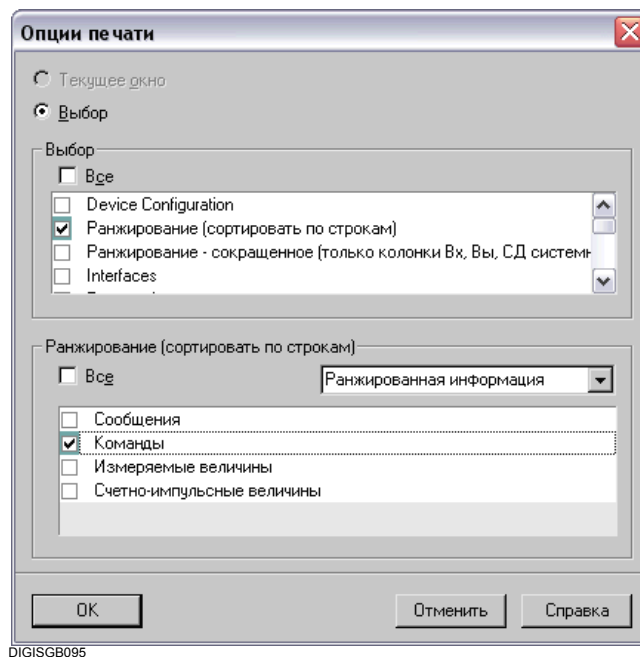 Опции печати
Текущее окно
Выбор
Выбор
Все
Device Configuration
Ранжирование (сортировать по строкам)
Ранжирование - сокращенное (только колонки Вх, Вы, СД системн
Interfaces
Ранжирование (сортировать по строкам)
Все
Ранжированная информация
Сообщения
Команды
Измеряемые величины
Счетно-импульсные величины
OK
Отменить
Справка
DIGISGB095